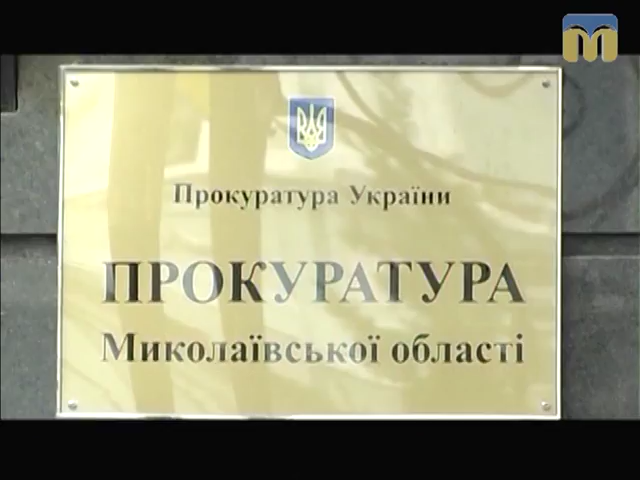 Прокуратура України
ПРОКУРАТУРА
Миколаївської області